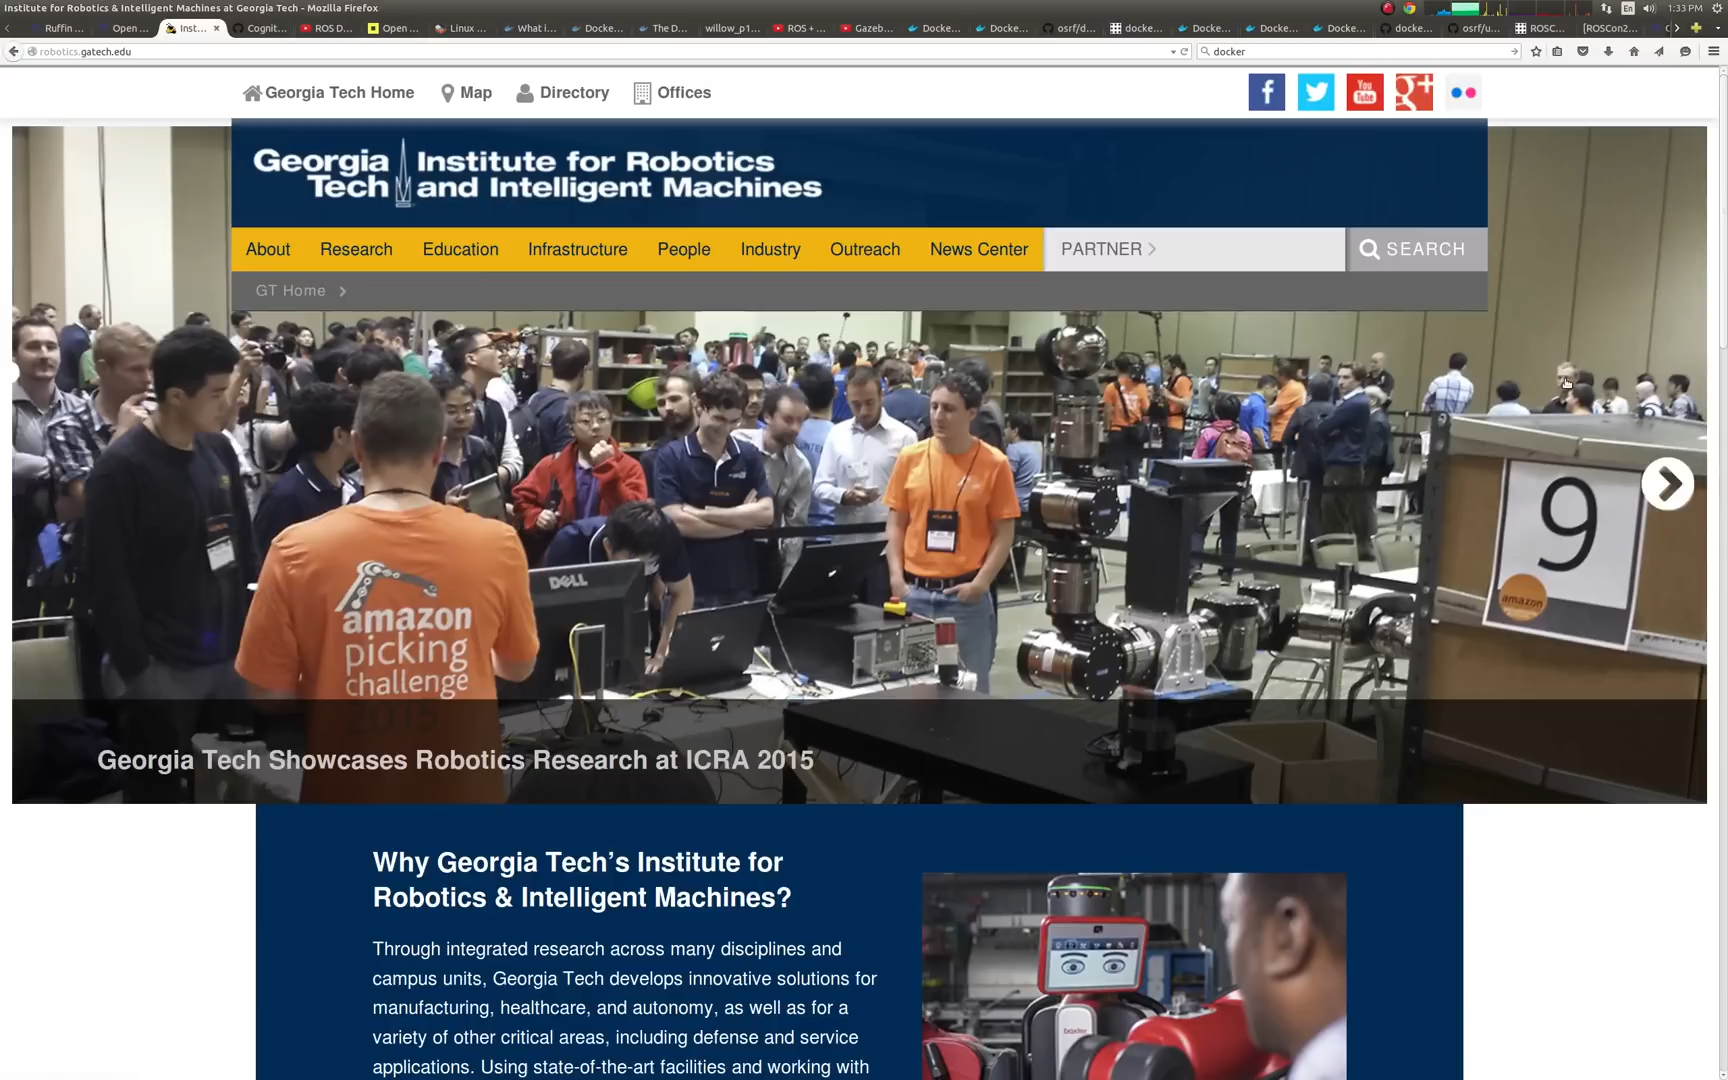 Institute for Robotics & Intelligent Machines at Georgia Tech - Mozilla Firefox
En
1:33 PM
Ruffin ...
Open ...
Inst...
Cognit...
ROS D...
Open ...
Linux ...
What i...
Docke...
The D...
willow_p1...
ROS + ...
Gazeb...
Docke...
Docke...
osrf/d...
docke...
Docke...
Docke...
Docke...
docke...
osrf/u...
ROSC...
[ROSCon2...
robotics.gatech.edu
docker
Georgia Tech Home
Map
Directory
Offices
You
Tube
g+
Georgia Tech
Institute for Robotics
and Intelligent Machines
About
Research
Education
Infrastructure
People
Industry
Outreach
News Center
PARTNER
SEARCH
GT Home
DELL
amazon
picking
challenge
2015
9
amazon
Georgia Tech Showcases Robotics Research at ICRA 2015
Why Georgia Tech’s Institute for
Robotics & Intelligent Machines?
Through integrated research across many disciplines and
campus units, Georgia Tech develops innovative solutions for
manufacturing, healthcare, and autonomy, as well as for a
variety of other critical areas, including defense and service
applications. Using state-of-the-art facilities and working with
baxter